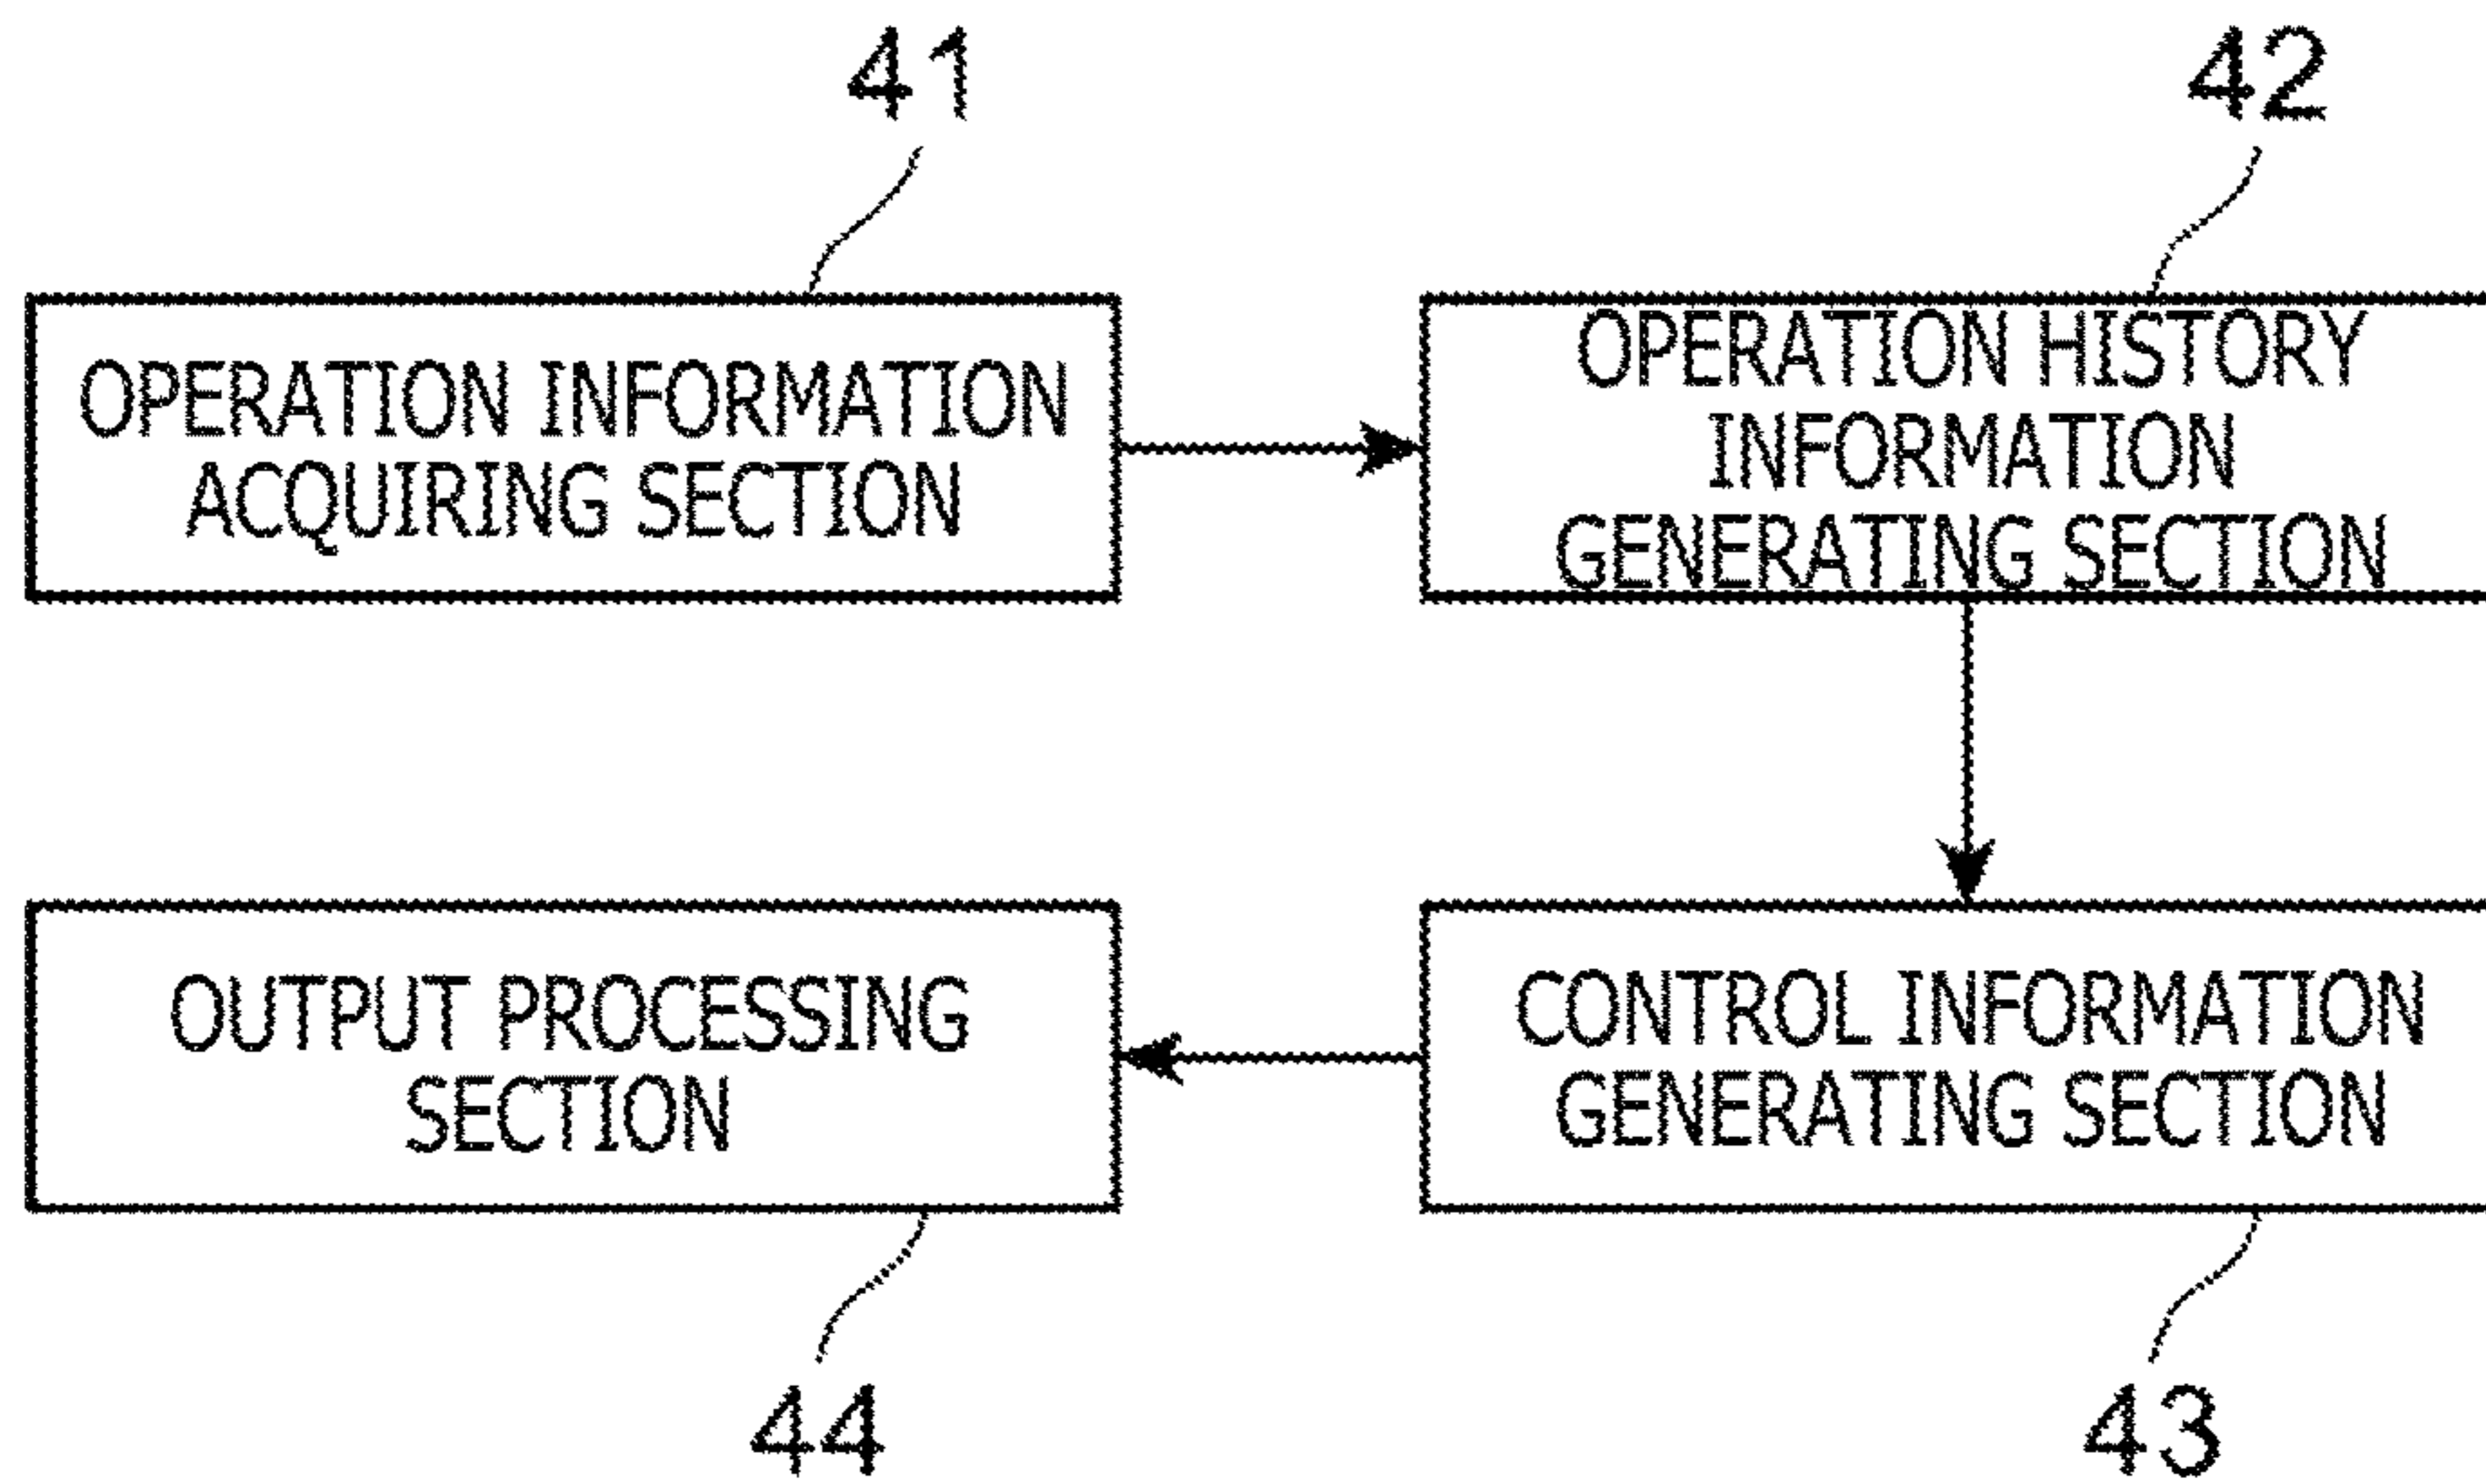 41
42
OPERATION INFORMATION
ACQUIRING SECTION
OPERATION HISTORY
INFORMATION
GENERATING SECTION
OUTPUT PROCESSING
SECTION
CONTROL INFORMATION
GENERATING SECTION
44
43